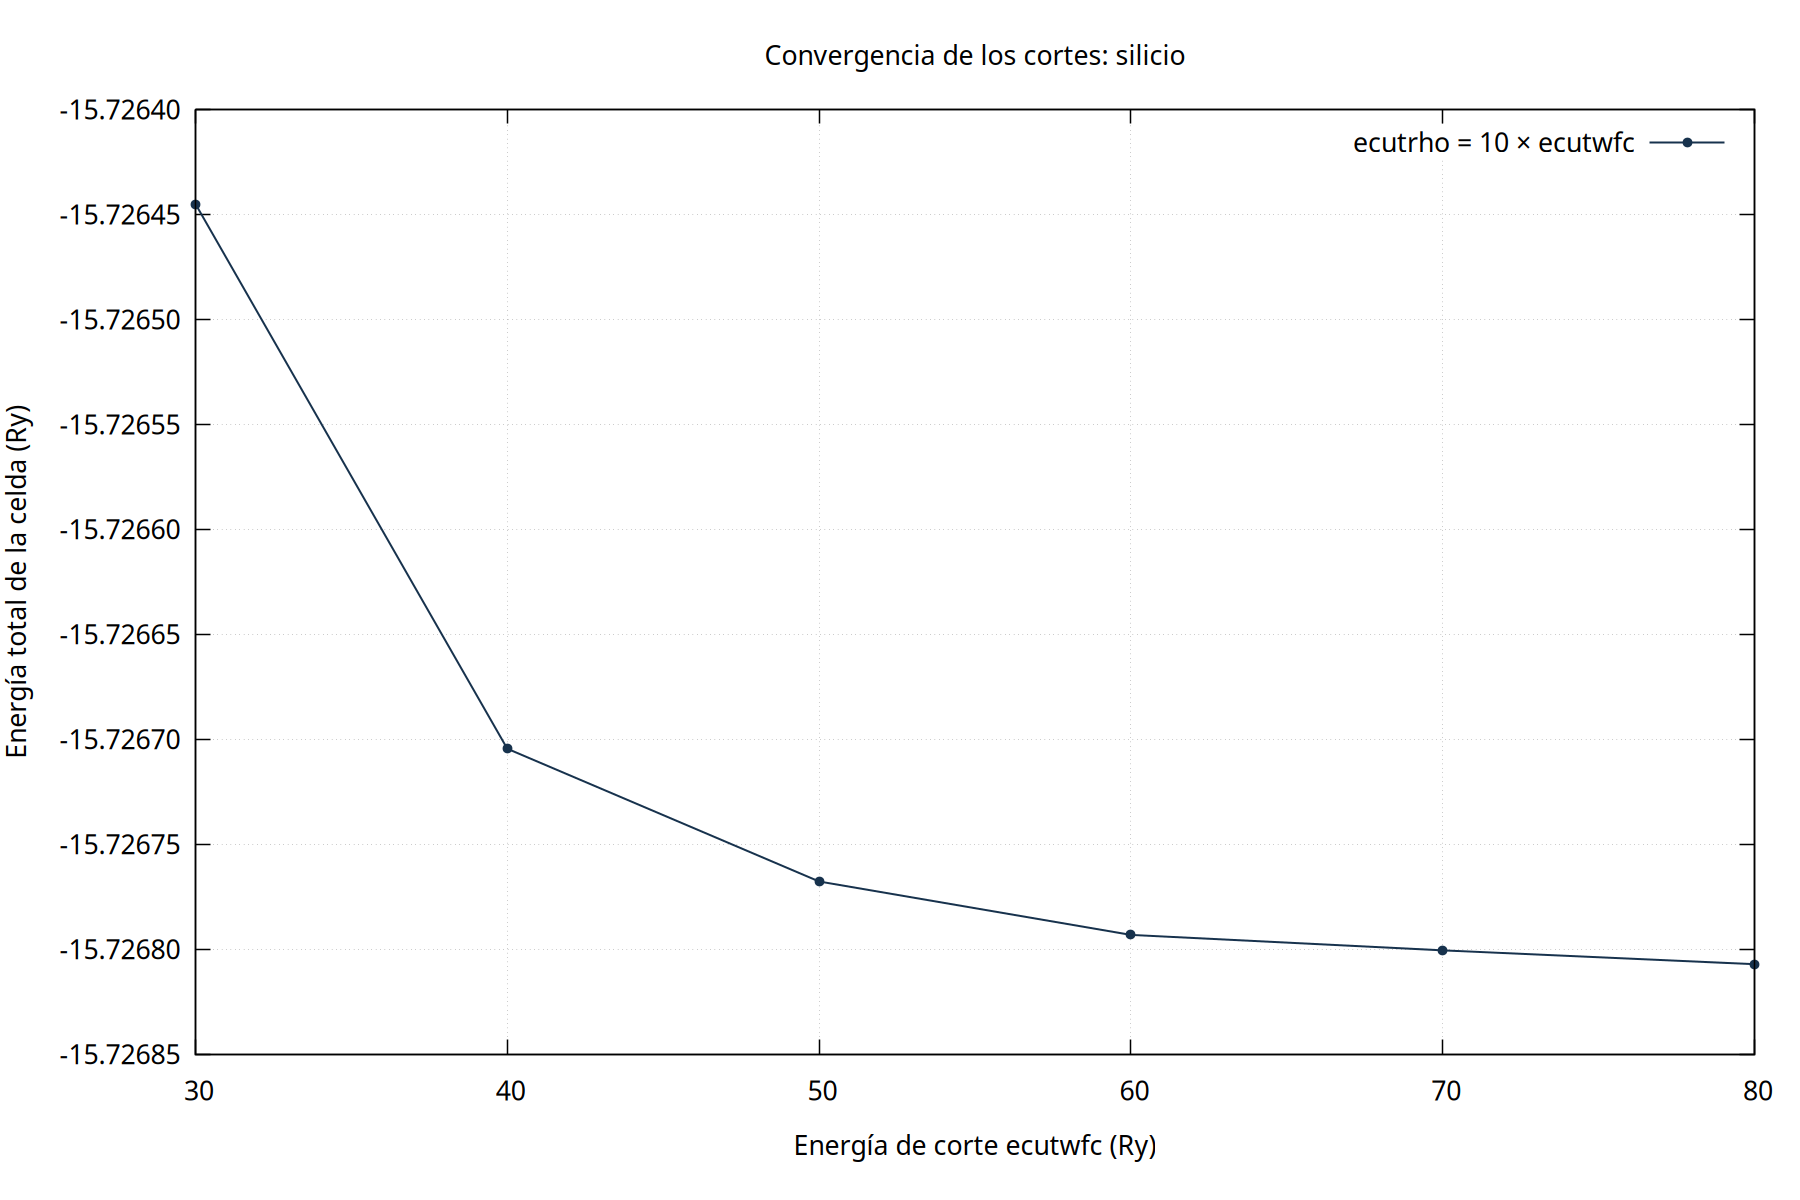 Convergencia de los cortes: silicio
ecutrho = 10 × ecutwfc
Energía total de la celda (Ry)
-15.72640
-15.72645
-15.72650
-15.72655
-15.72660
-15.72665
-15.72670
-15.72675
-15.72680
-15.72685
30 40 50 60 70 80
Energía de corte ecutwfc (Ry)